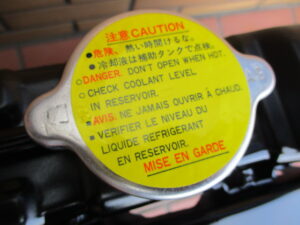 注意 CAUTION
●危険、熱い時開けるな。
●冷却液は補助タンクで点検。
○DANGER. DON'T OPEN WHEN HOT.
○CHECK COOLANT LEVEL
IN RESERVOIR.
●AVIS. NE JAMAIS OUVRIR À CHAUD.
●VERIFIER LE NIVEAU DU
LIQUIDE REFRIGERANT
EN RESERVOIR.
MISE EN GARDE